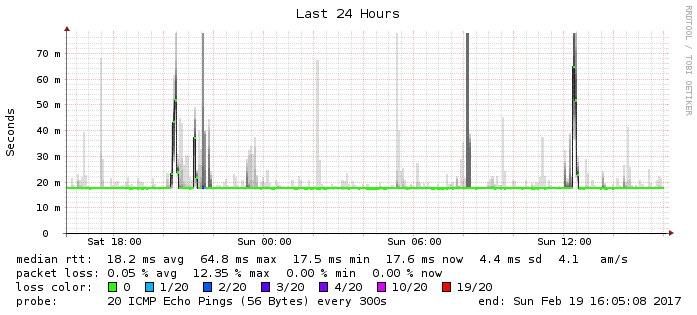 Last 24 Hours
RRDTOOL / TOBI OETIKER
Seconds
70 m
60 m
50 m
40 m
30 m
20 m
10 m
0
Sat 18:00 Sun 00:00 Sun 06:00 Sun 12:00
median rtt: 18.2 ms avg 64.8 ms max 17.5 ms min 17.6 ms now 4.4 ms sd 4.1 am/s
packet loss: 0.05 % avg 12.35 % max 0.00 % min 0.00 % now
loss color: 0 1/20 2/20 3/20 4/20 10/20 19/20
probe: 20 ICMP Echo Pings (56 Bytes) every 300s end: Sun Feb 19 16:05:08 2017